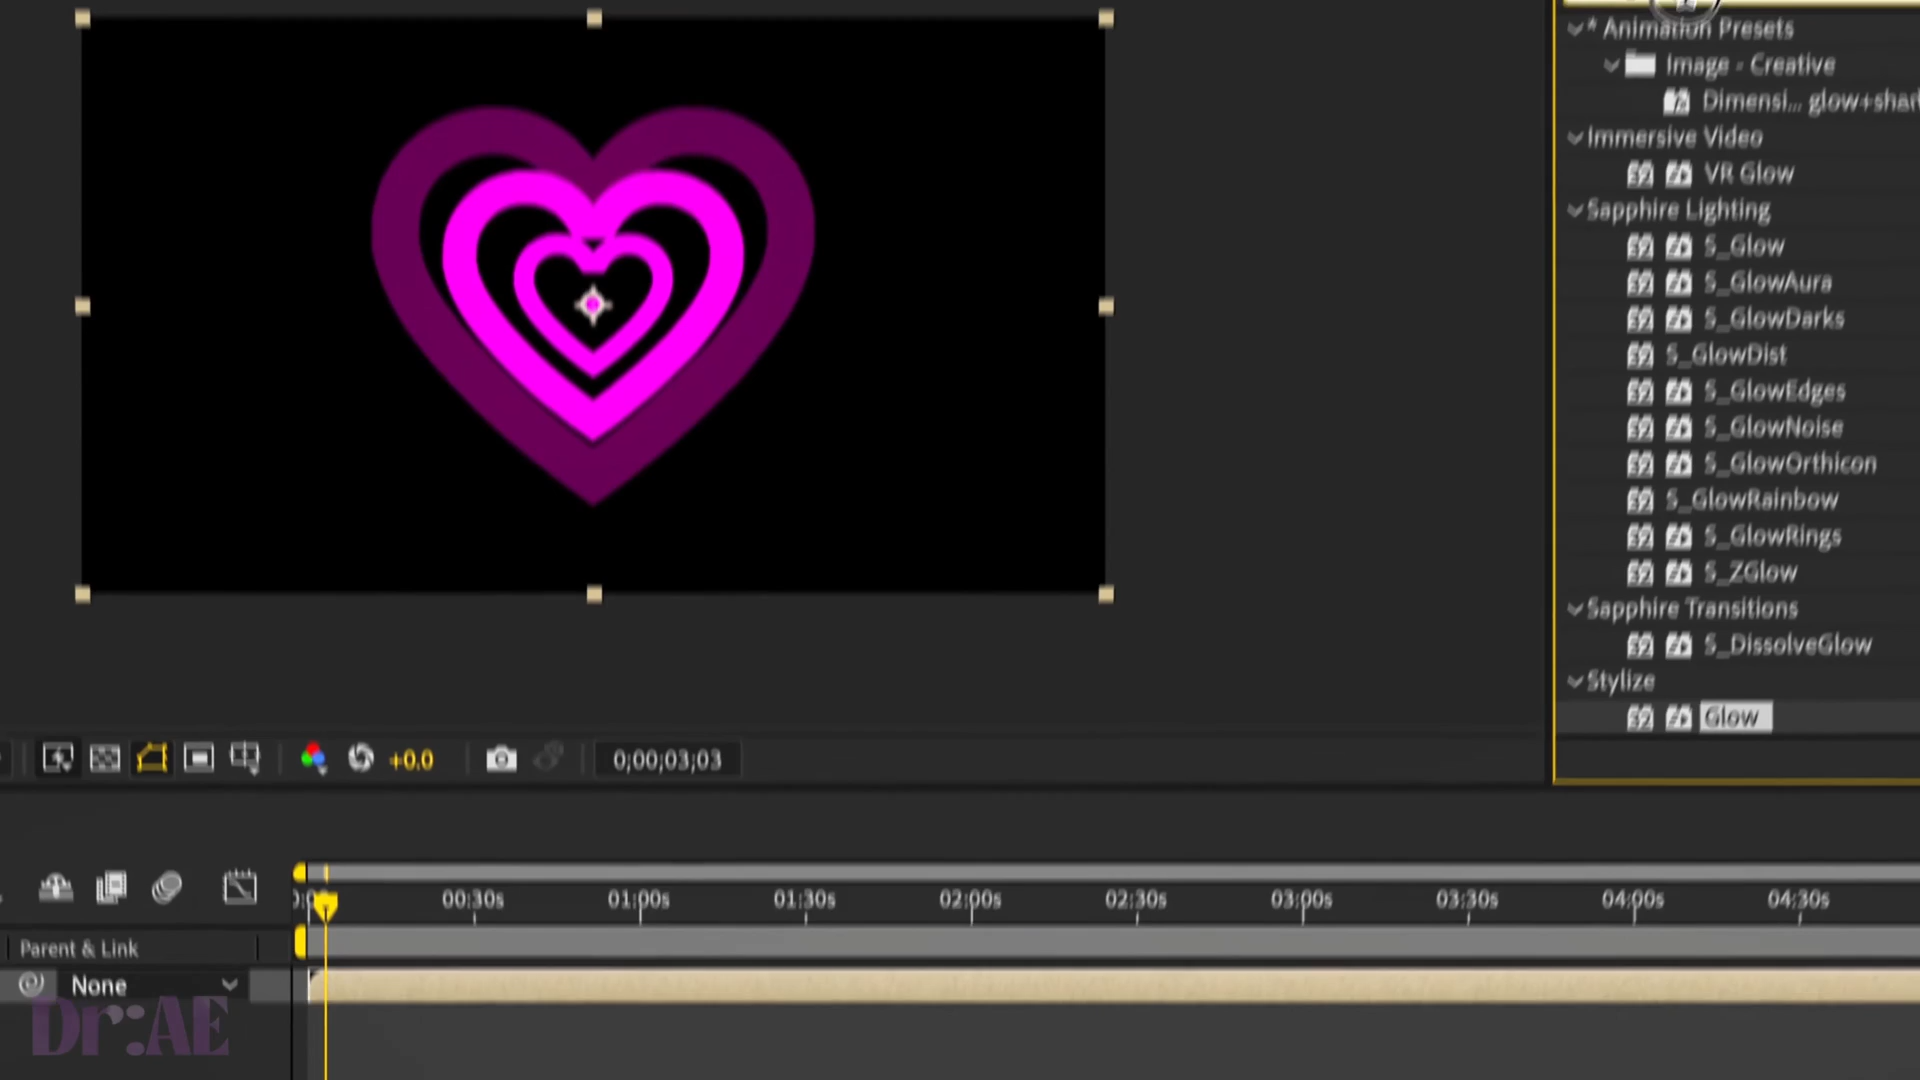 * Animation Presets
Image - Creative
Dimensi... glow+shad
Immersive Video
VR Glow
Sapphire Lighting
S_Glow
S_GlowAura
S_GlowDarks
S_GlowDist
S_GlowEdges
S_GlowNoise
S_GlowOrthicon
S_GlowRainbow
S_GlowRings
S_ZGlow
Sapphire Transitions
S_DissolveGlow
Stylize
Glow
+0.0
0;00;03;03
00:30s 01:00s 01:30s 02:00s 02:30s 03:00s 03:30s 04:00s 04:30s
Parent & Link
None
Dr:AE